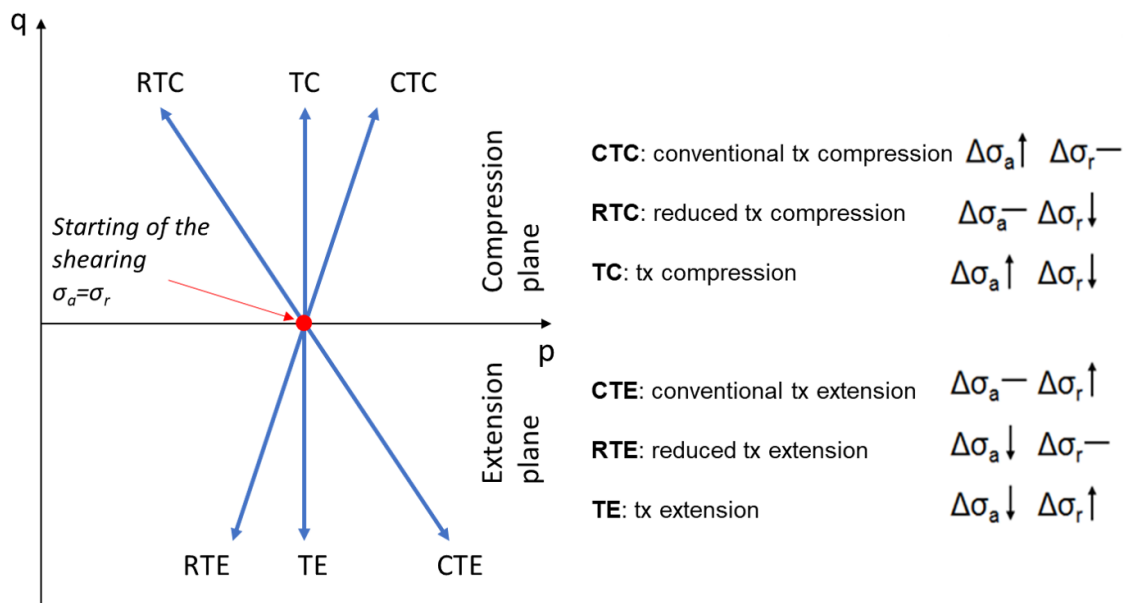 q
RTC
TC
CTC
Starting of the
shearing
σa=σr
Compression
plane
p
Extension
plane
RTE
TE
CTE
CTC: conventional tx compression Δσa↑ Δσr—
RTC: reduced tx compression Δσa— Δσr↓
TC: tx compression Δσa↑ Δσr↓
CTE: conventional tx extension Δσa— Δσr↑
RTE: reduced tx extension Δσa↓ Δσr—
TE: tx extension Δσa↓ Δσr↑